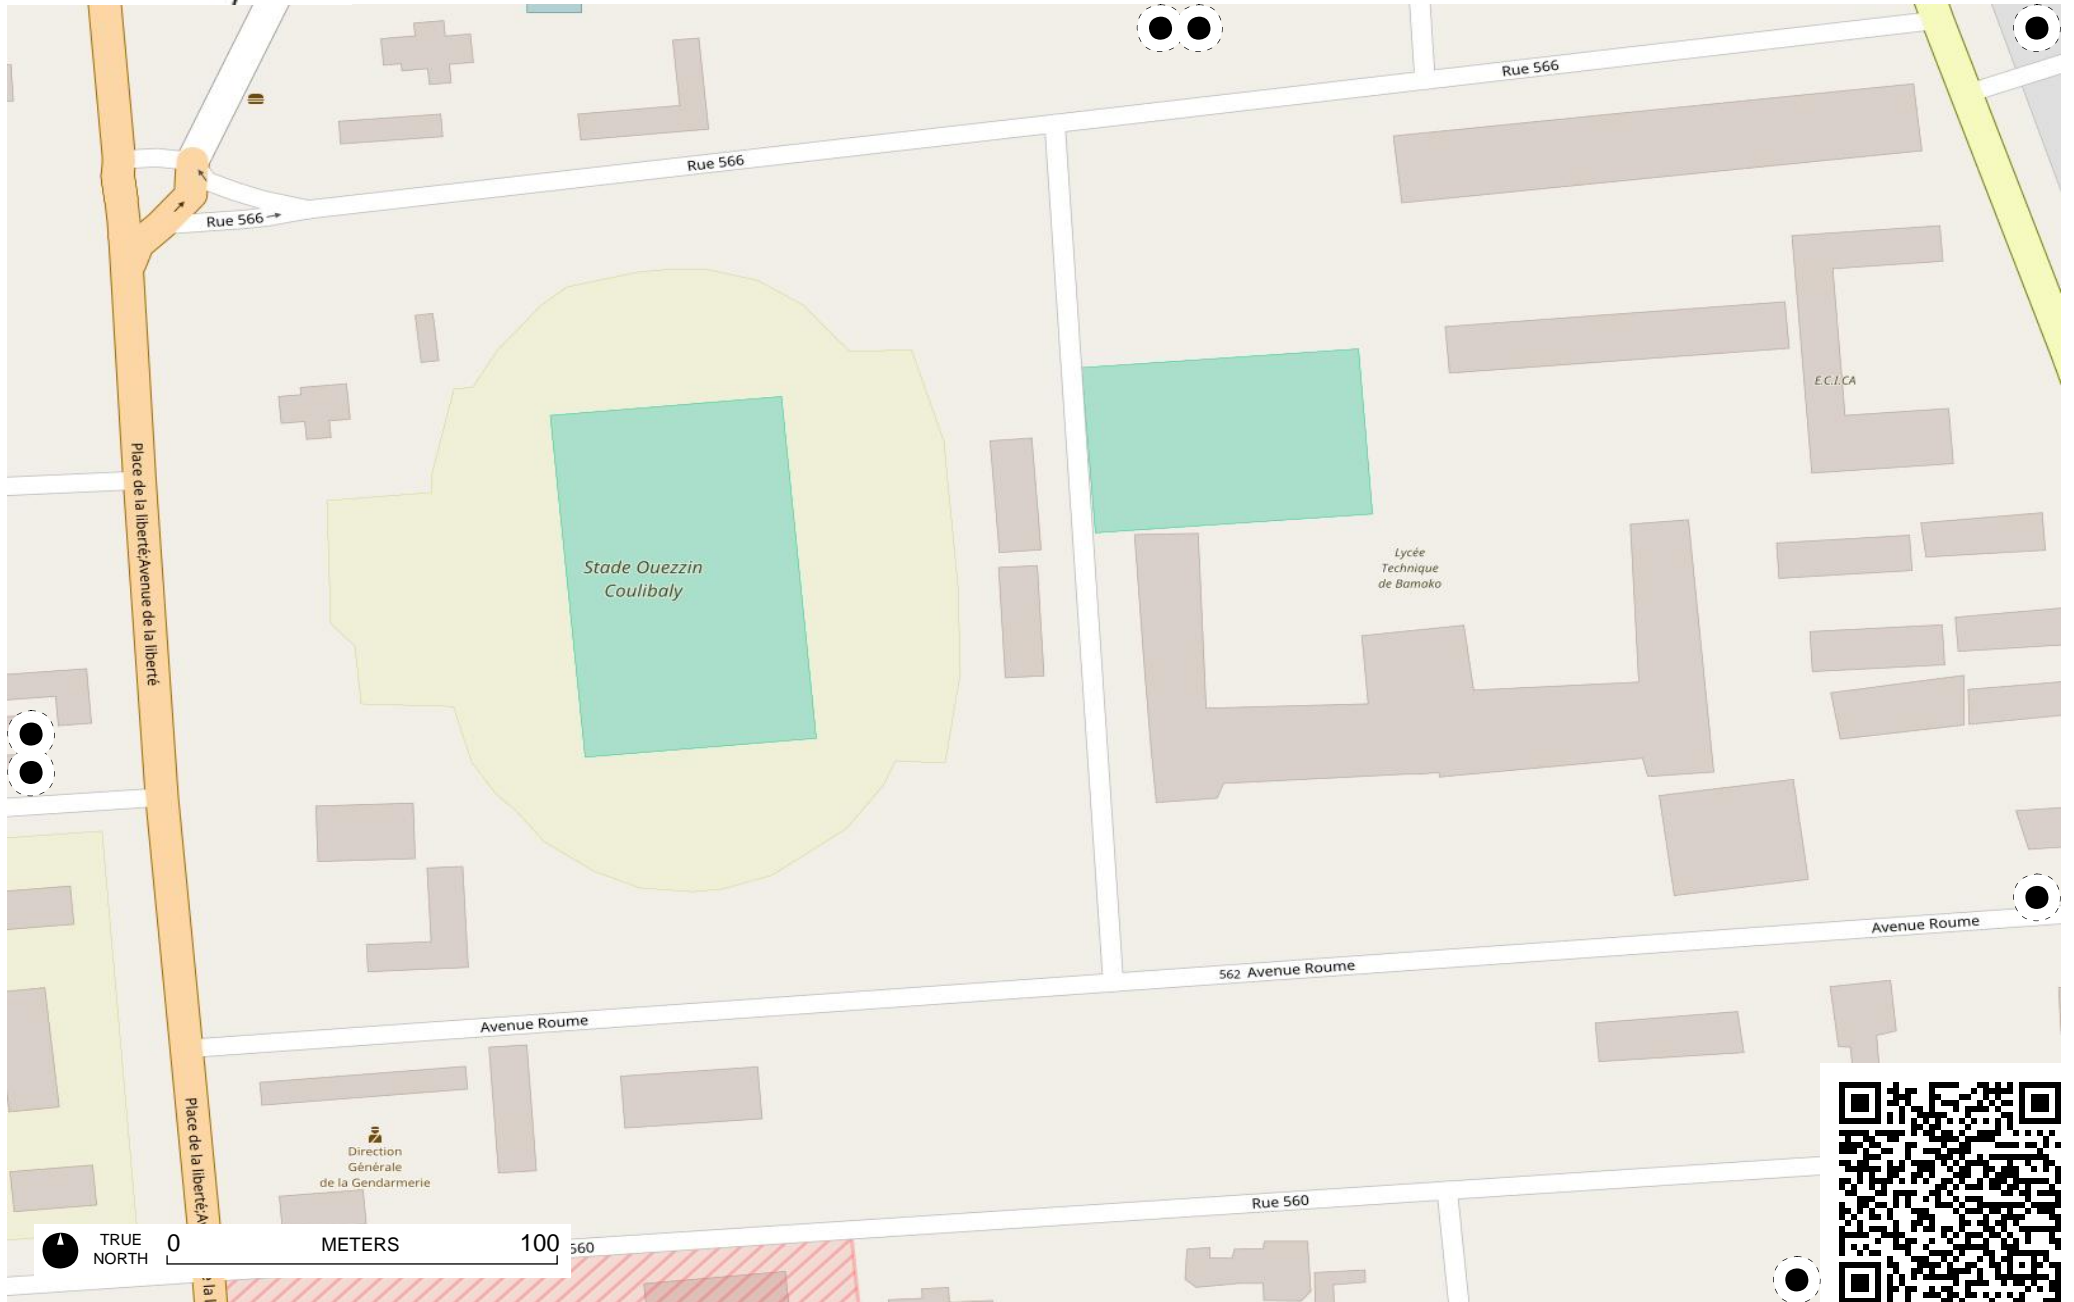 Rue 566
Rue 566
Rue 566
E.C.I.CA
Place de la liberté;Avenue de la liberté
Lycée
Technique
de Bamako
Stade Ouezzin
Coulibaly
Avenue Roume
562 Avenue Roume
Avenue Roume
Place de la liberté;A
Direction
Générale
de la Gendarmerie
Rue 560
560
TRUE
NORTH
0 METERS 100